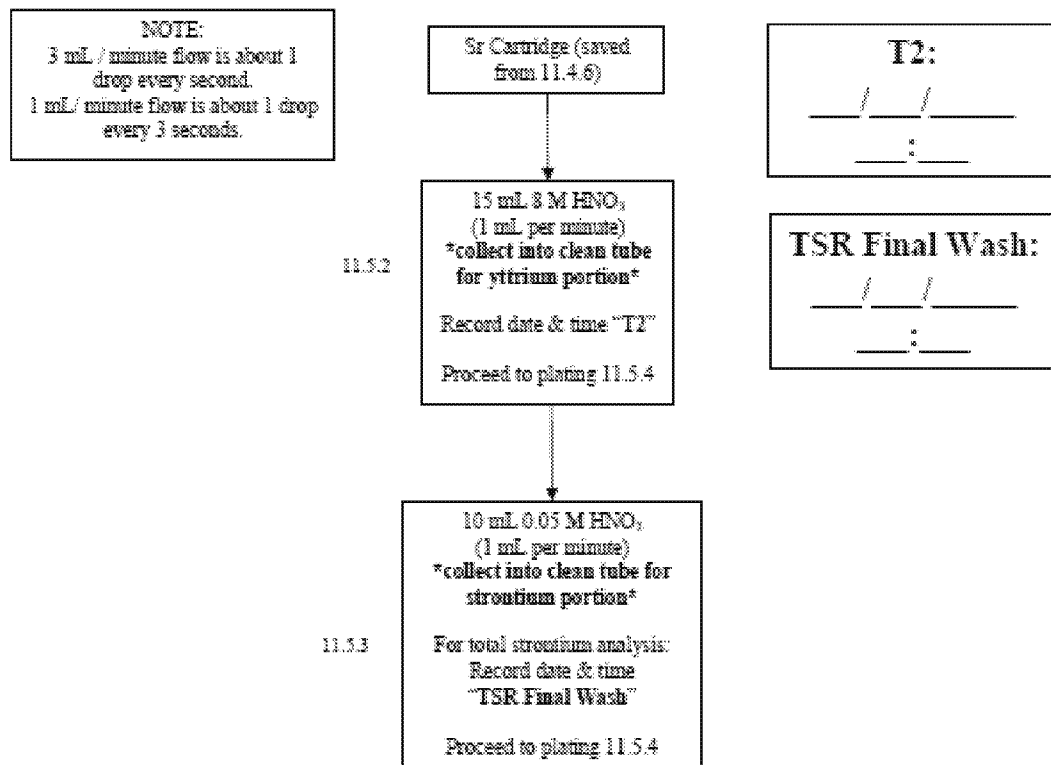 NOTE:
3 mL / minute flow is about 1
drop every second.
1 mL/ minute flow is about 1 drop
every 3 seconds.
Sr Cartridge (saved
from 11.4.6)
T2:
___/___/______
___:___
TSR Final Wash:
___/___/______
___:___
11.5.2
15 mL 8 M HNO₃
(1 mL per minute)
*collect into clean tube
for yttrium portion*
Record date & time “T2”
Proceed to plating 11.5.4
11.5.3
10 mL 0.05 M HNO₃
(1 mL per minute)
*collect into clean tube for
strontium portion*
For total strontium analysis:
Record date & time
“TSR Final Wash”
Proceed to plating 11.5.4